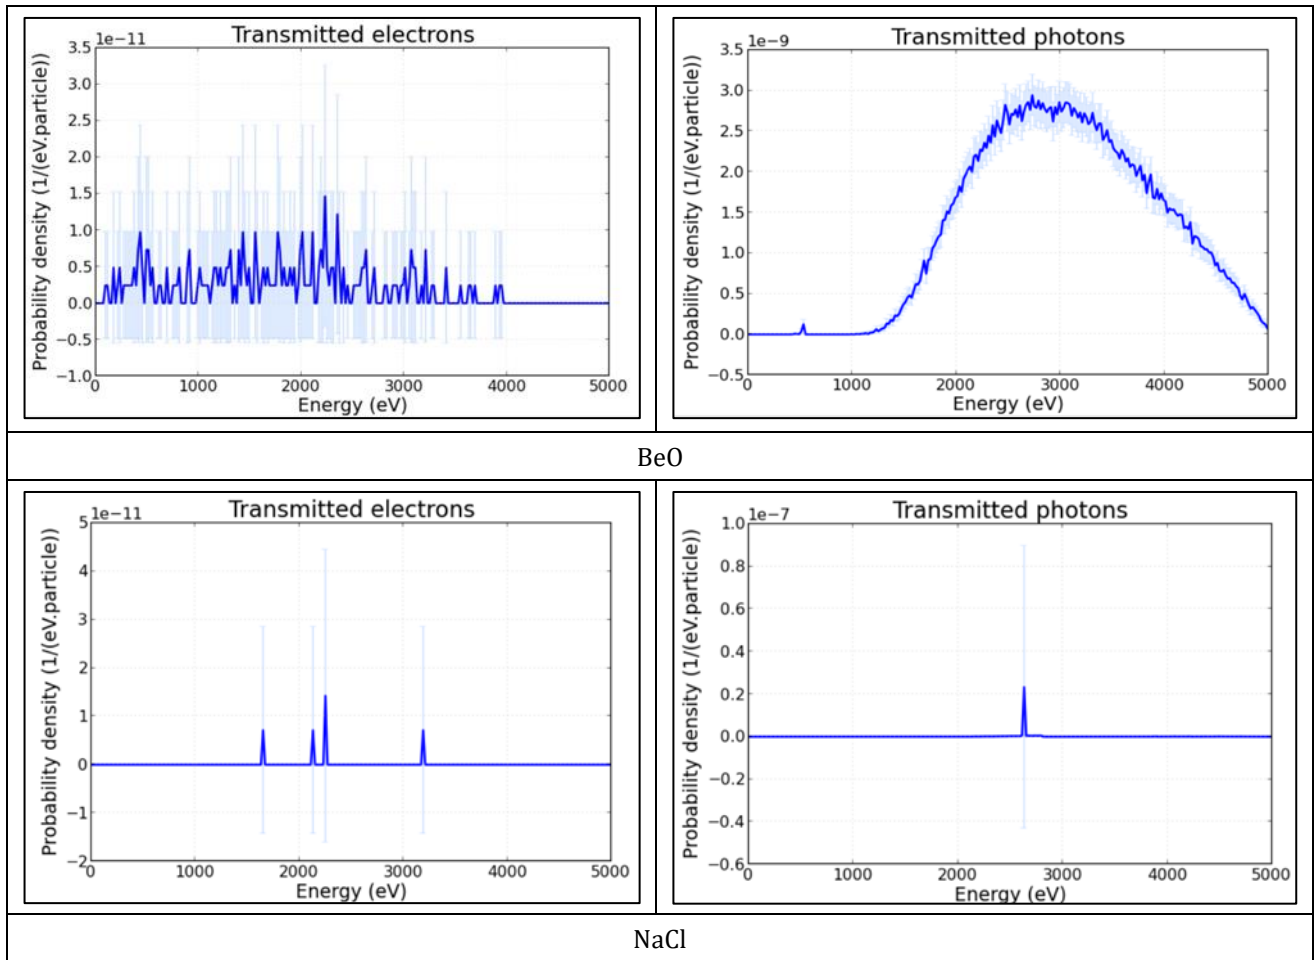 Transmitted electrons
1e−11
3.5
3.0
2.5
2.0
1.5
1.0
0.5
0.0
−0.5
−1.0
Probability density (1/(eV.particle))
0 1000 2000 3000 4000 5000
Energy (eV)
Transmitted photons
1e−9
3.5
3.0
2.5
2.0
1.5
1.0
0.5
0.0
−0.5
Probability density (1/(eV.particle))
0 1000 2000 3000 4000 5000
Energy (eV)
BeO
Transmitted electrons
1e−11
5
4
3
2
1
0
−1
−2
Probability density (1/(eV.particle))
0 1000 2000 3000 4000 5000
Energy (eV)
Transmitted photons
1e−7
1.0
0.8
0.6
0.4
0.2
0.0
−0.2
−0.4
−0.6
Probability density (1/(eV.particle))
0 1000 2000 3000 4000 5000
Energy (eV)
NaCl